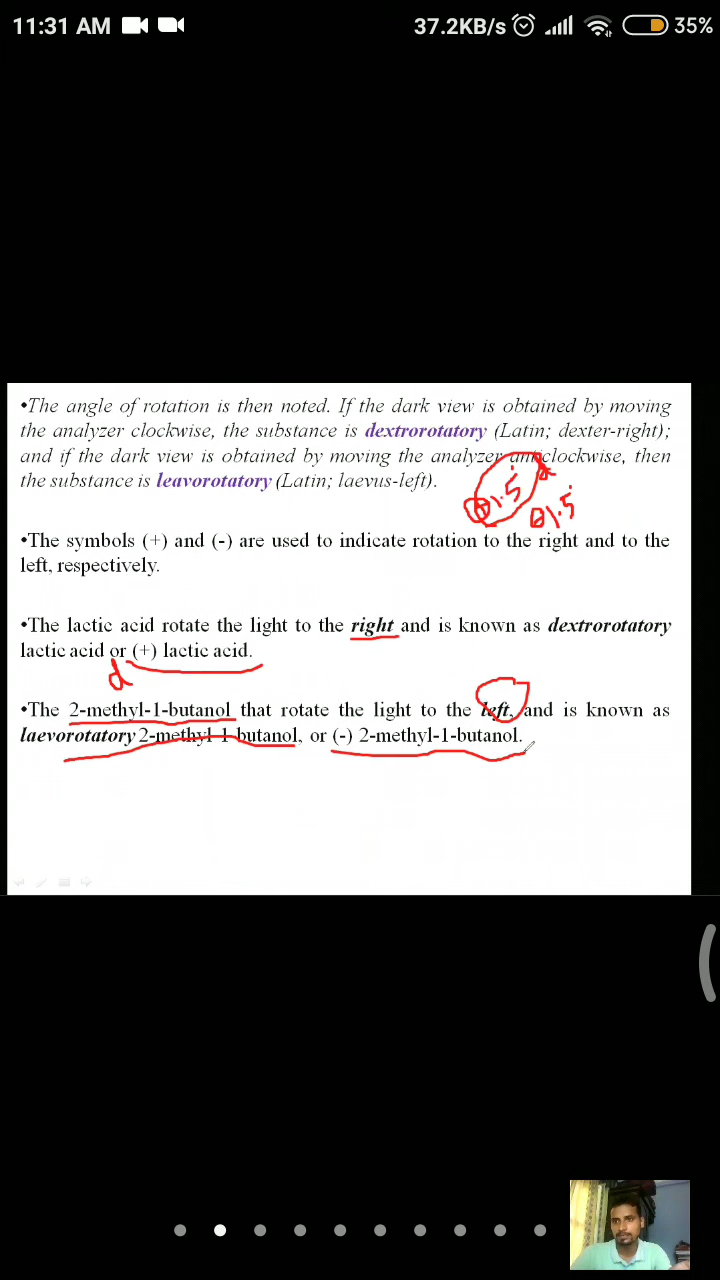 11:31 AM
37.2KB/s
35%
•The angle of rotation is then noted. If the dark view is obtained by moving
the analyzer clockwise, the substance is dextrorotatory (Latin; dexter-right);
and if the dark view is obtained by moving the analyzer anticlockwise, then
the substance is leavorotatory (Latin; laevus-left).
⊕1.5° d
⊖1.5°
•The symbols (+) and (-) are used to indicate rotation to the right and to the
left, respectively.
•The lactic acid rotate the light to the right and is known as dextrorotatory
lactic acid or (+) lactic acid.
d
•The 2-methyl-1-butanol that rotate the light to the left, and is known as
laevorotatory 2-methyl-1-butanol, or (-) 2-methyl-1-butanol.